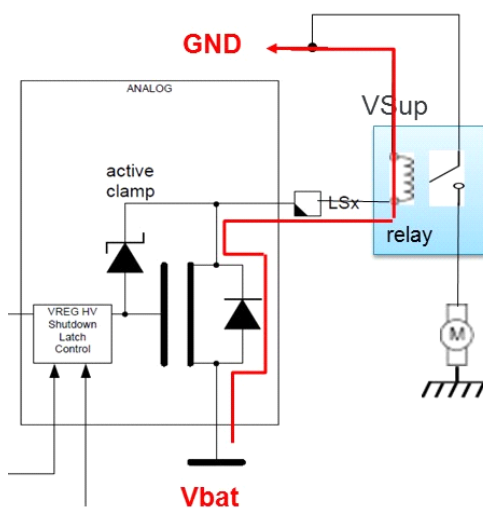 GND
ANALOG
VSup
active
clamp
LSx
relay
VREG HV
Shutdown
Latch
Control
M
Vbat